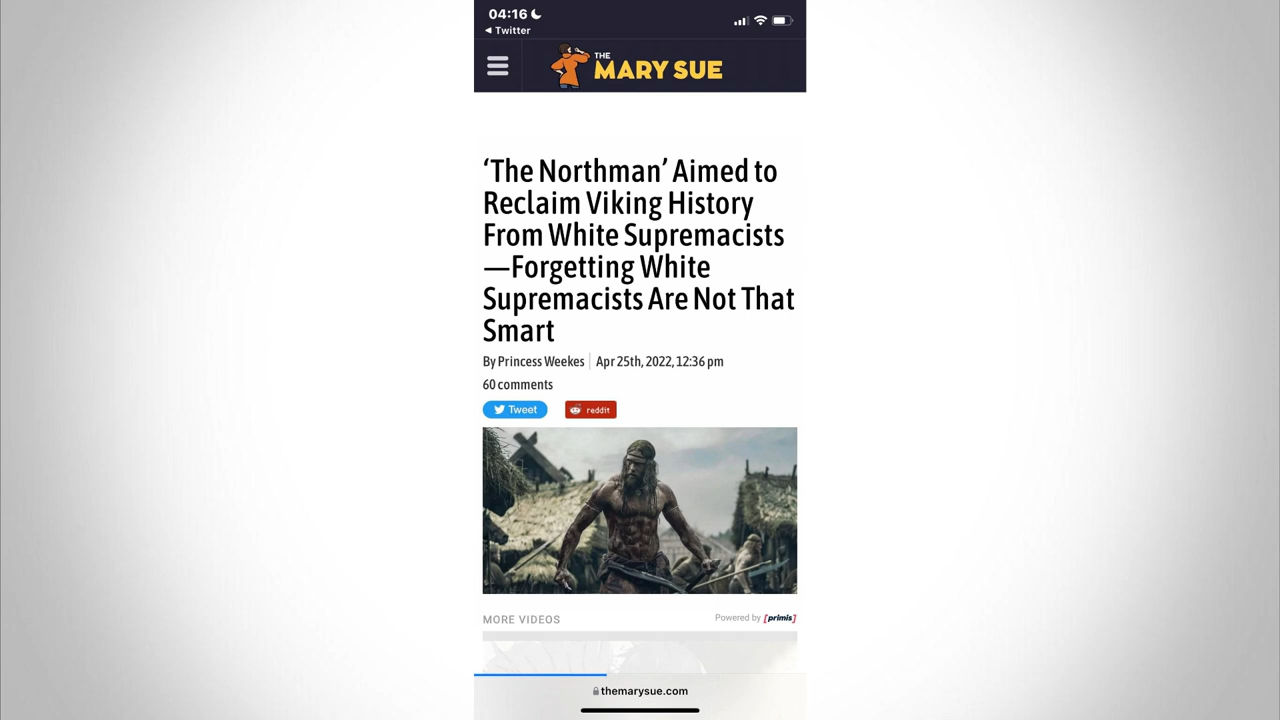 04:16
◄ Twitter
THE
MARY SUE
‘The Northman’ Aimed to
Reclaim Viking History
From White Supremacists
—Forgetting White
Supremacists Are Not That
Smart
By Princess Weekes | Apr 25th, 2022, 12:36 pm
60 comments
Tweet
reddit
MORE VIDEOS
Powered by [primis]
themarysue.com